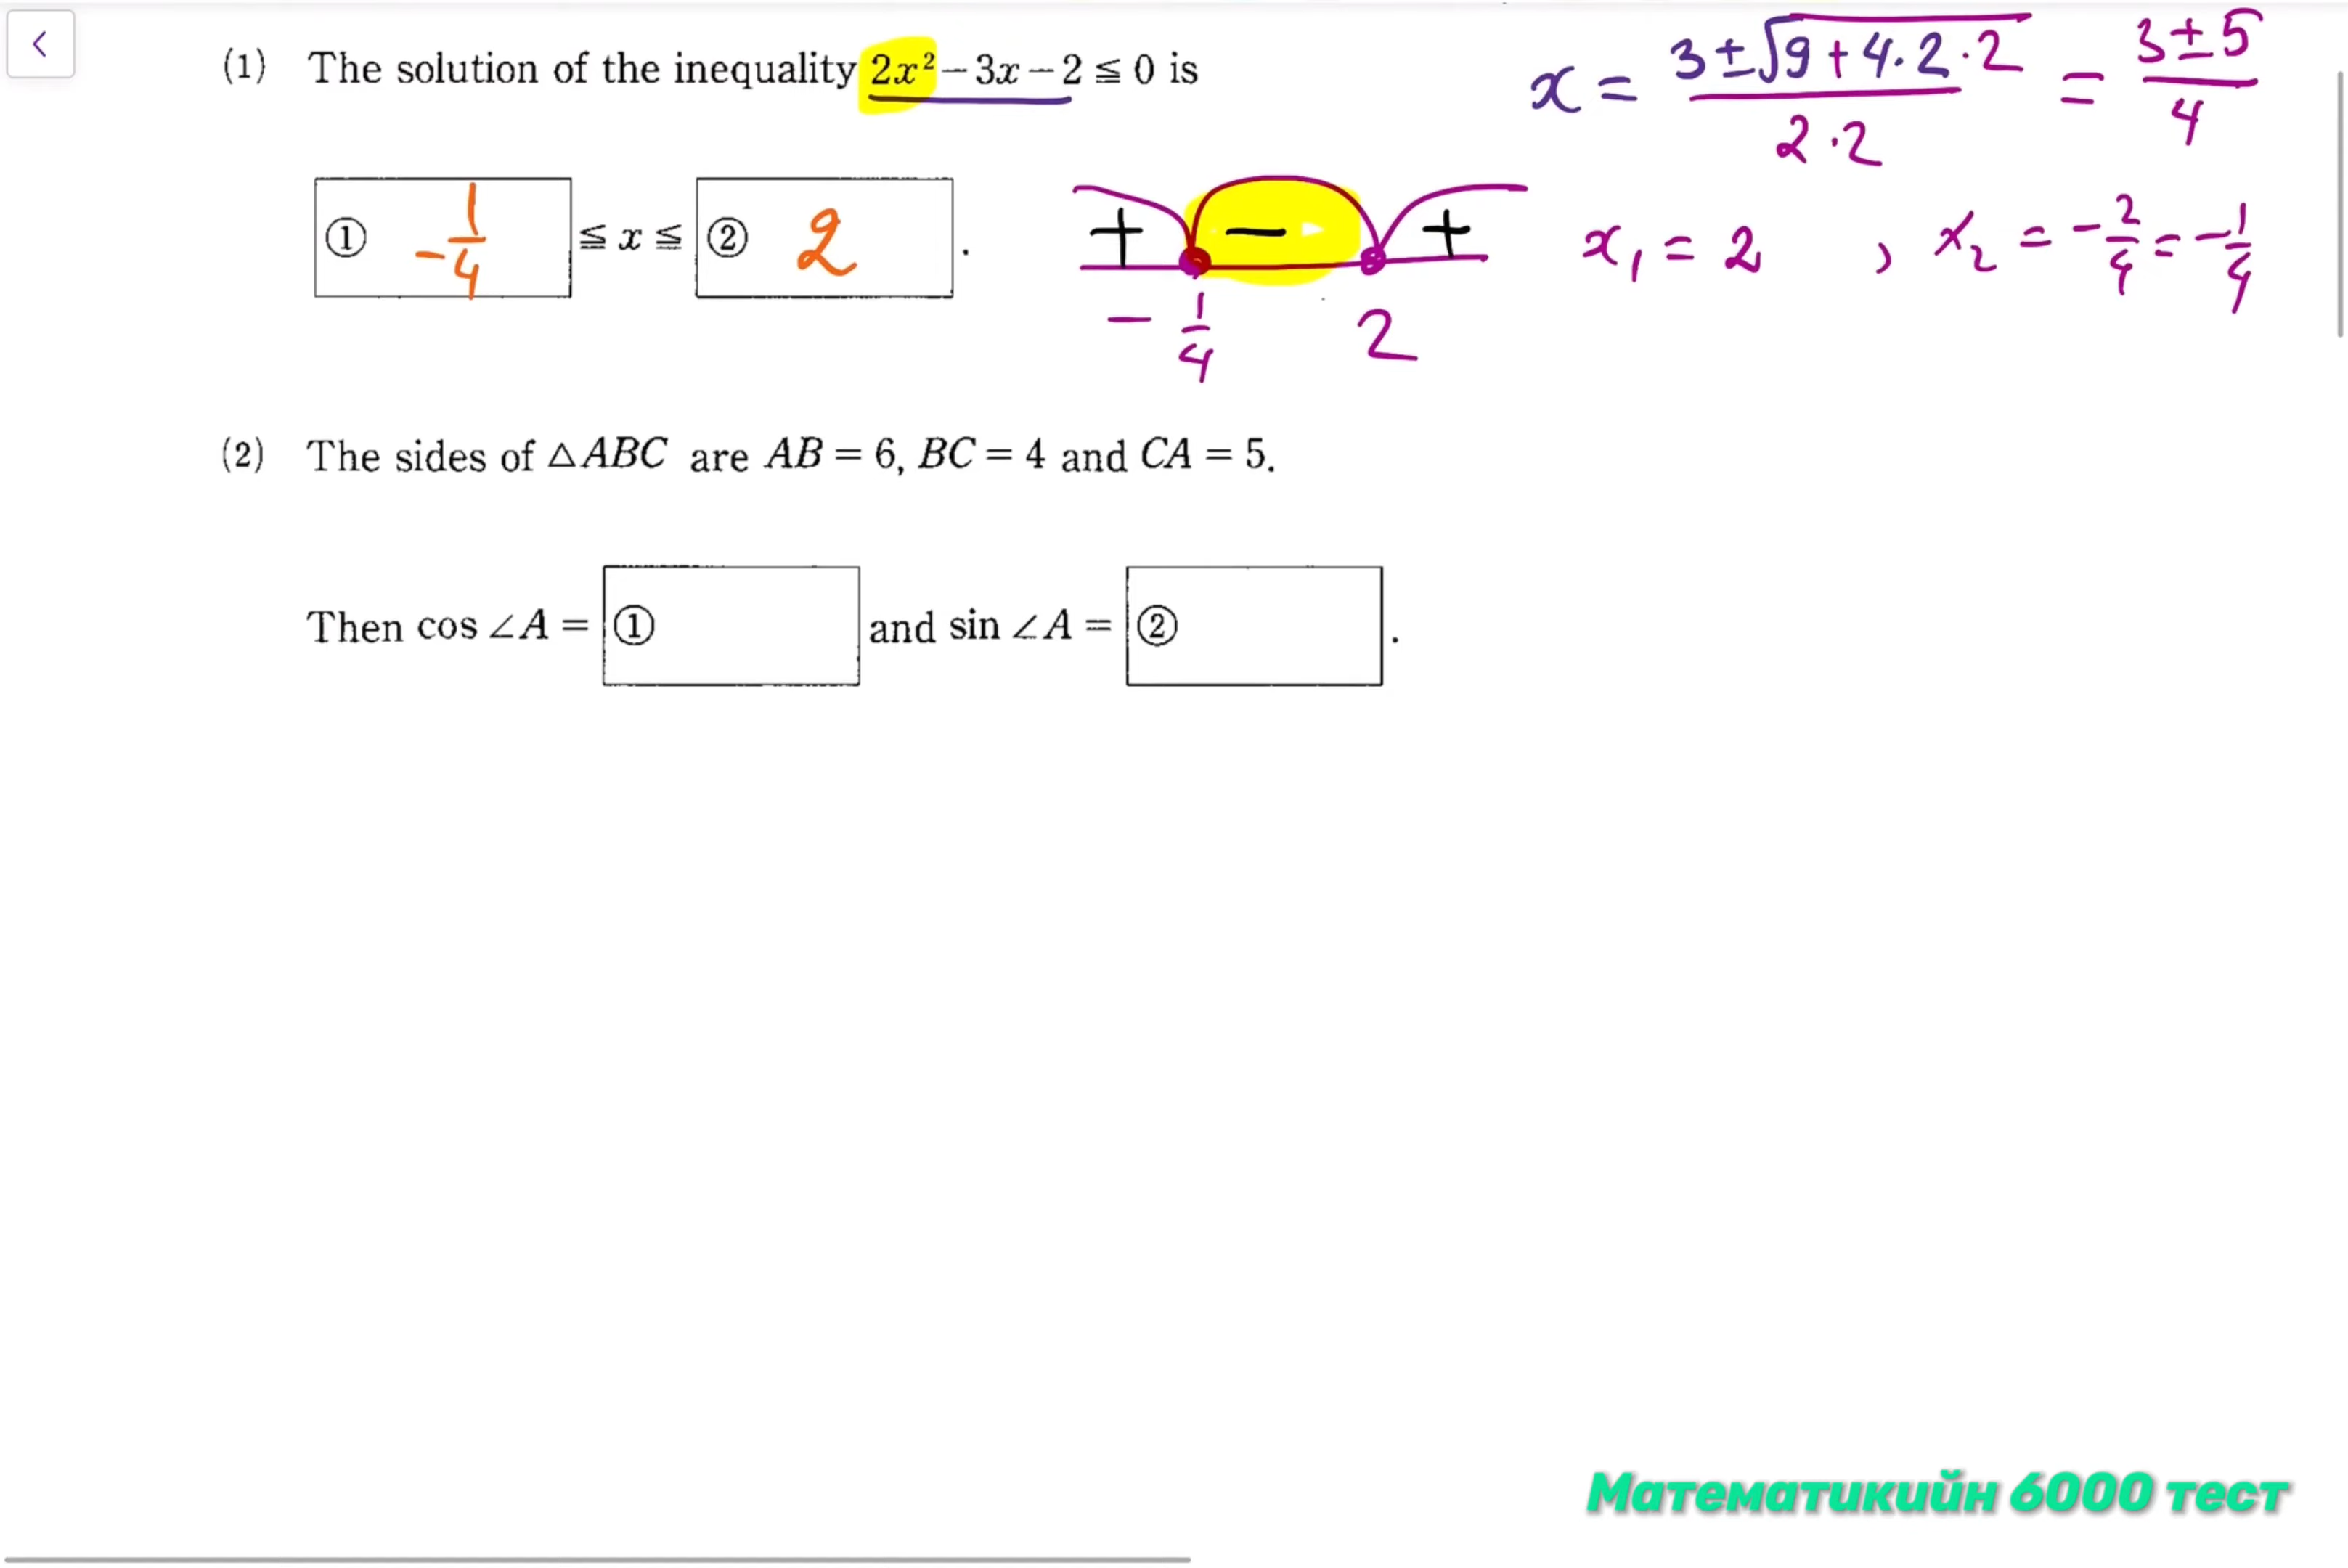 (1) The solution of the inequality 2x² − 3x − 2 ≦ 0 is
x = (3 ± √(9 + 4·2·2)) / (2·2) = (3 ± 5) / 4
① −1/4 ≦ x ≦ ② 2 .
+ − +
−1/4 2
x₁ = 2 , x₂ = −2/4 = −1/4
(2) The sides of △ABC are AB = 6, BC = 4 and CA = 5.
Then cos ∠A = ① and sin ∠A = ② .
Математикийн 6000 тест